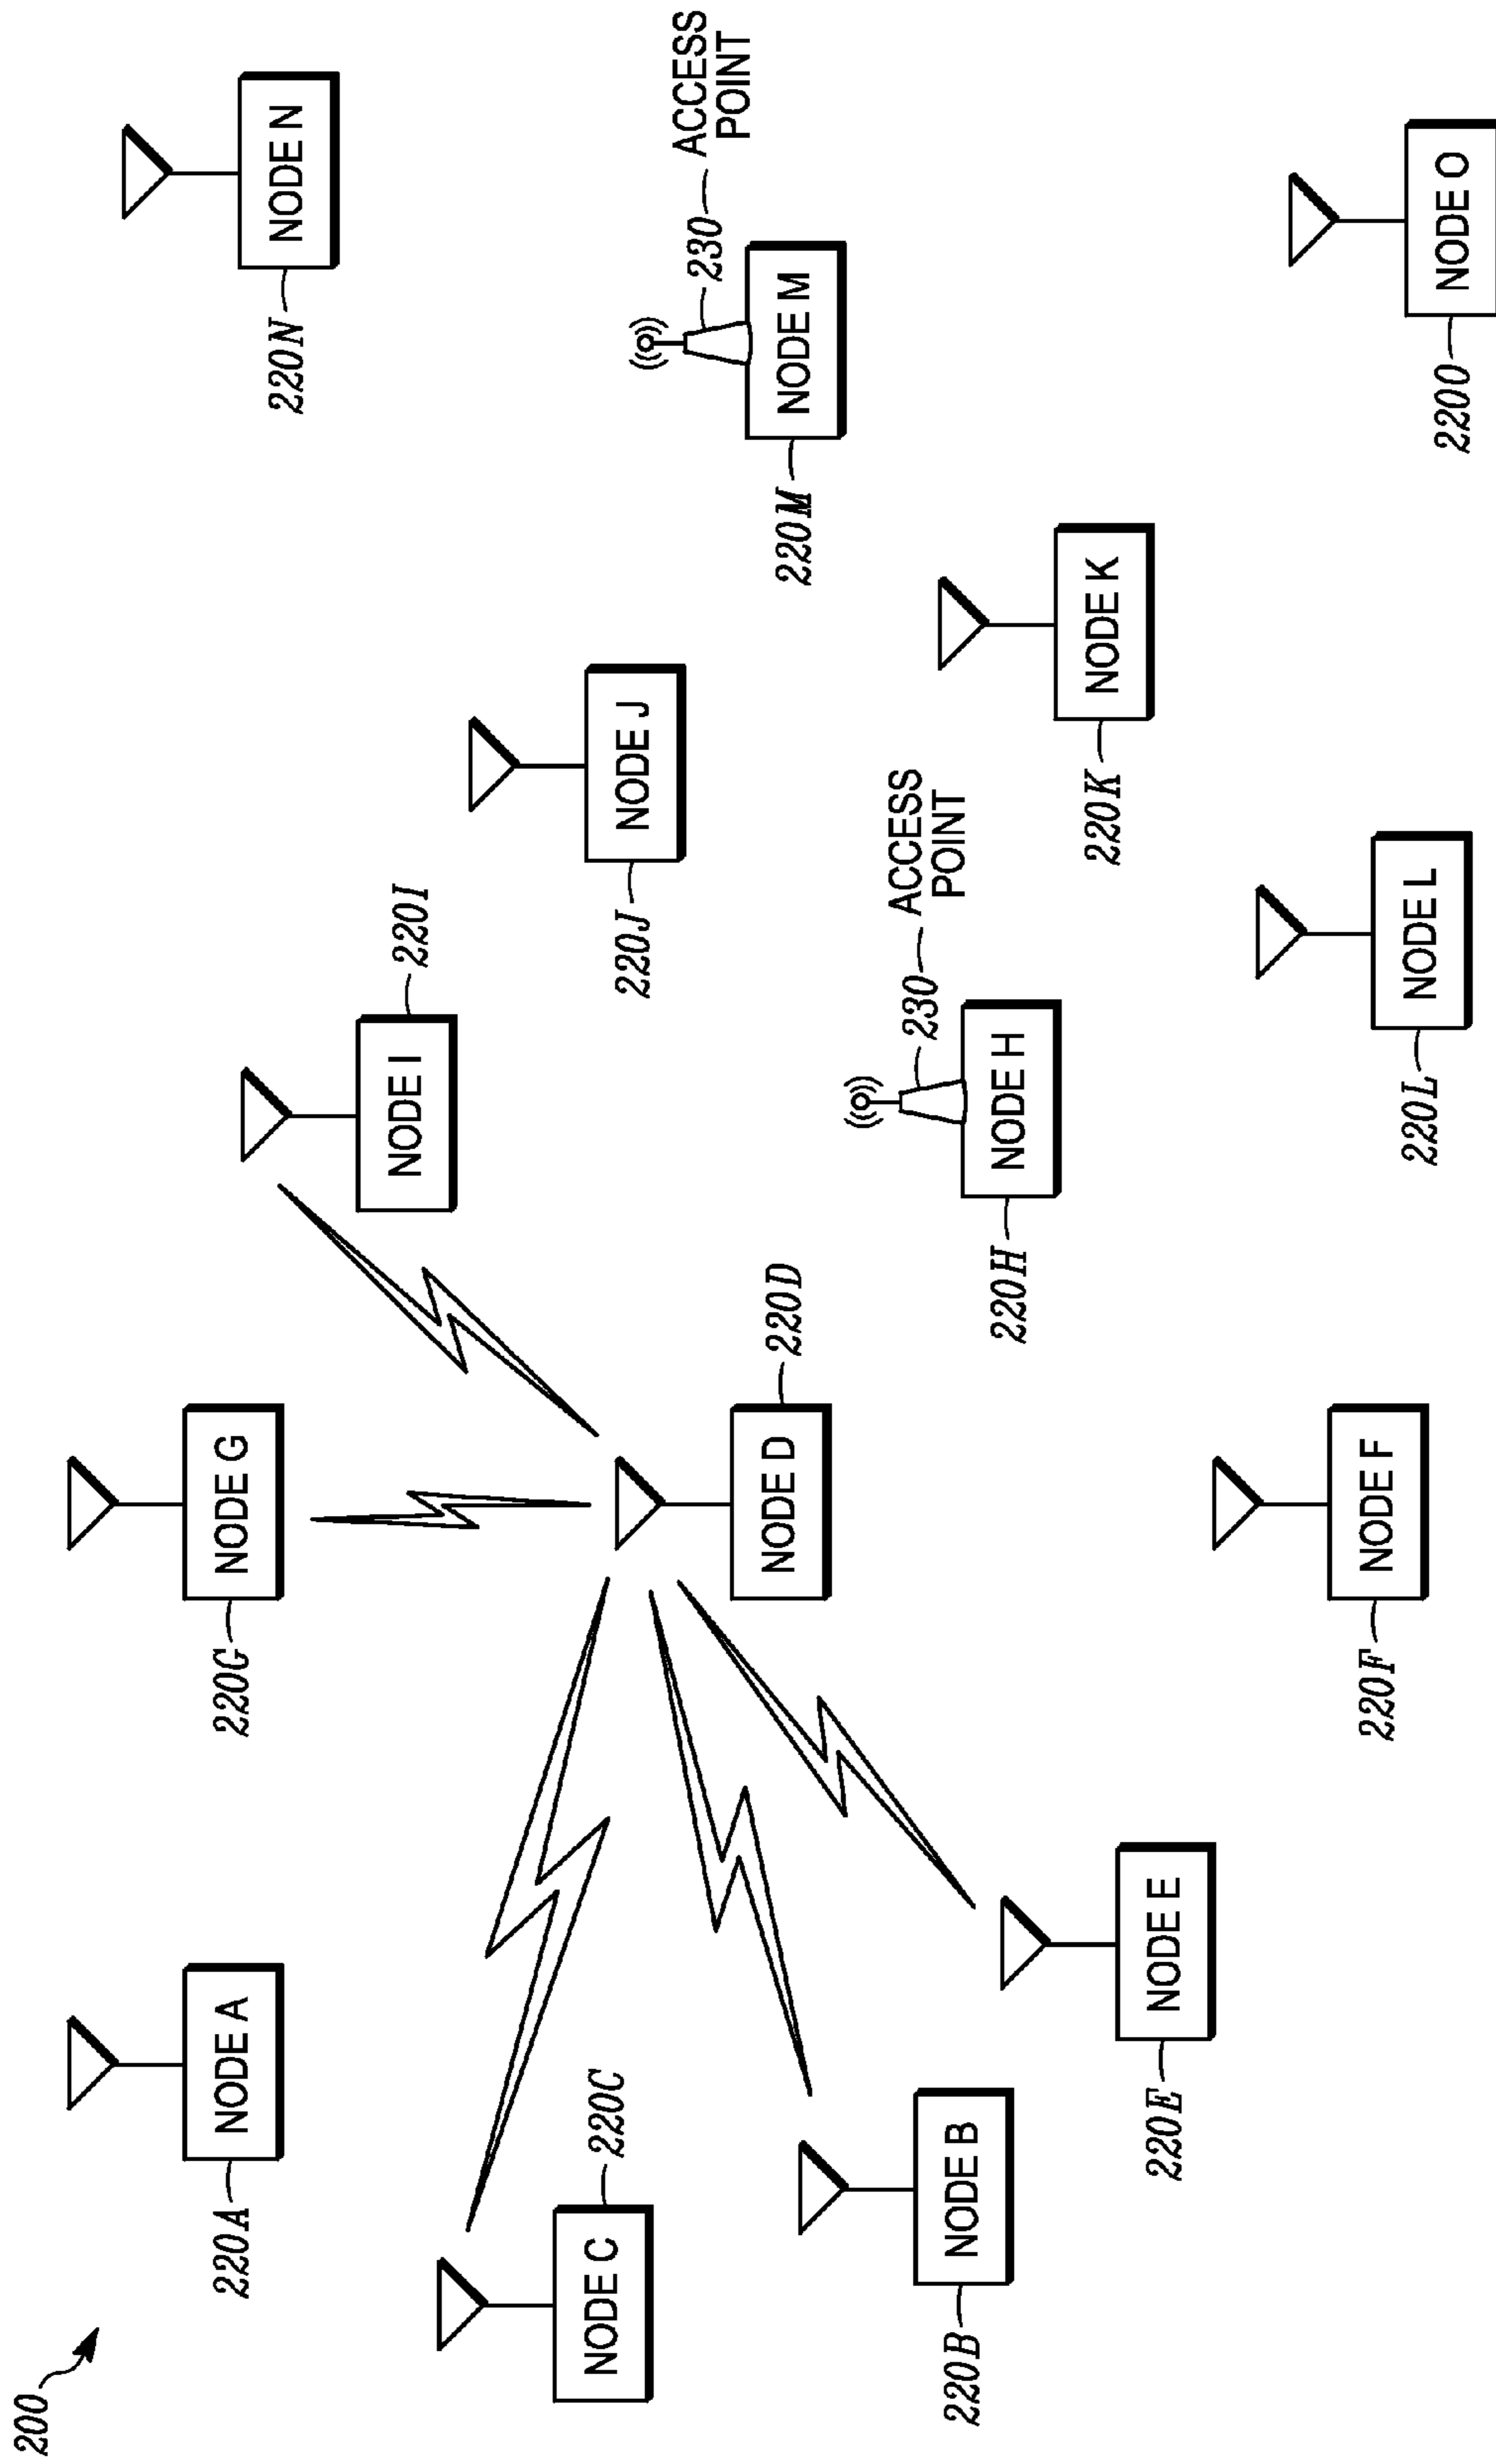 200
NODE A
220A
NODE G
220G
NODE I
220I
NODE N
220N
NODE C
220C
NODE J
220J
NODE D
220D
230
ACCESS
POINT
NODE M
220M
NODE B
220B
230
ACCESS
POINT
NODE H
220H
NODE K
220K
NODE E
220E
NODE F
220F
NODE L
220L
NODE O
220O